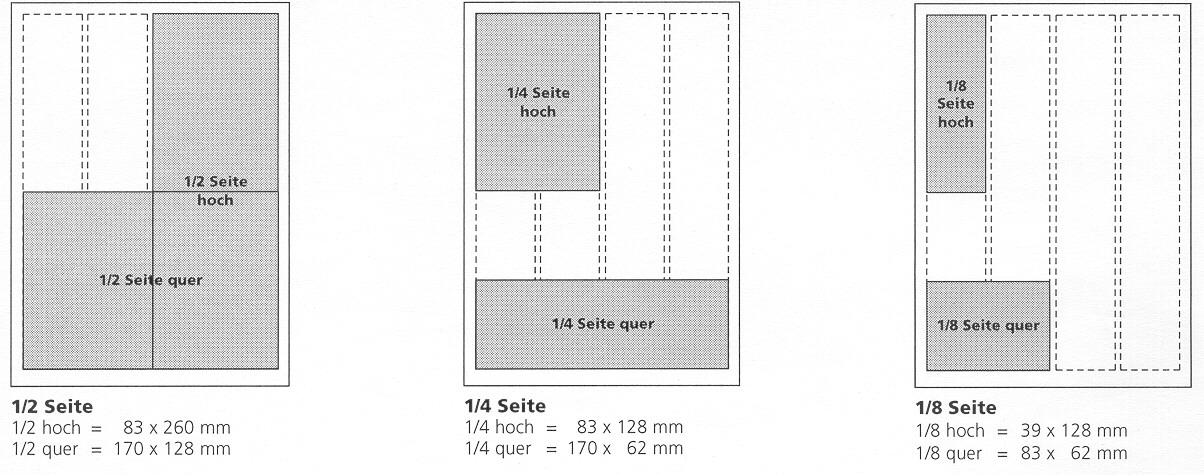 1/2 Seite
hoch
1/2 Seite quer
1/2 Seite
1/2 hoch = 83 x 260 mm
1/2 quer = 170 x 128 mm
1/4 Seite
hoch
1/4 Seite quer
1/4 Seite
1/4 hoch = 83 x 128 mm
1/4 quer = 170 x 62 mm
1/8
Seite
hoch
1/8 Seite quer
1/8 Seite
1/8 hoch = 39 x 128 mm
1/8 quer = 83 x 62 mm